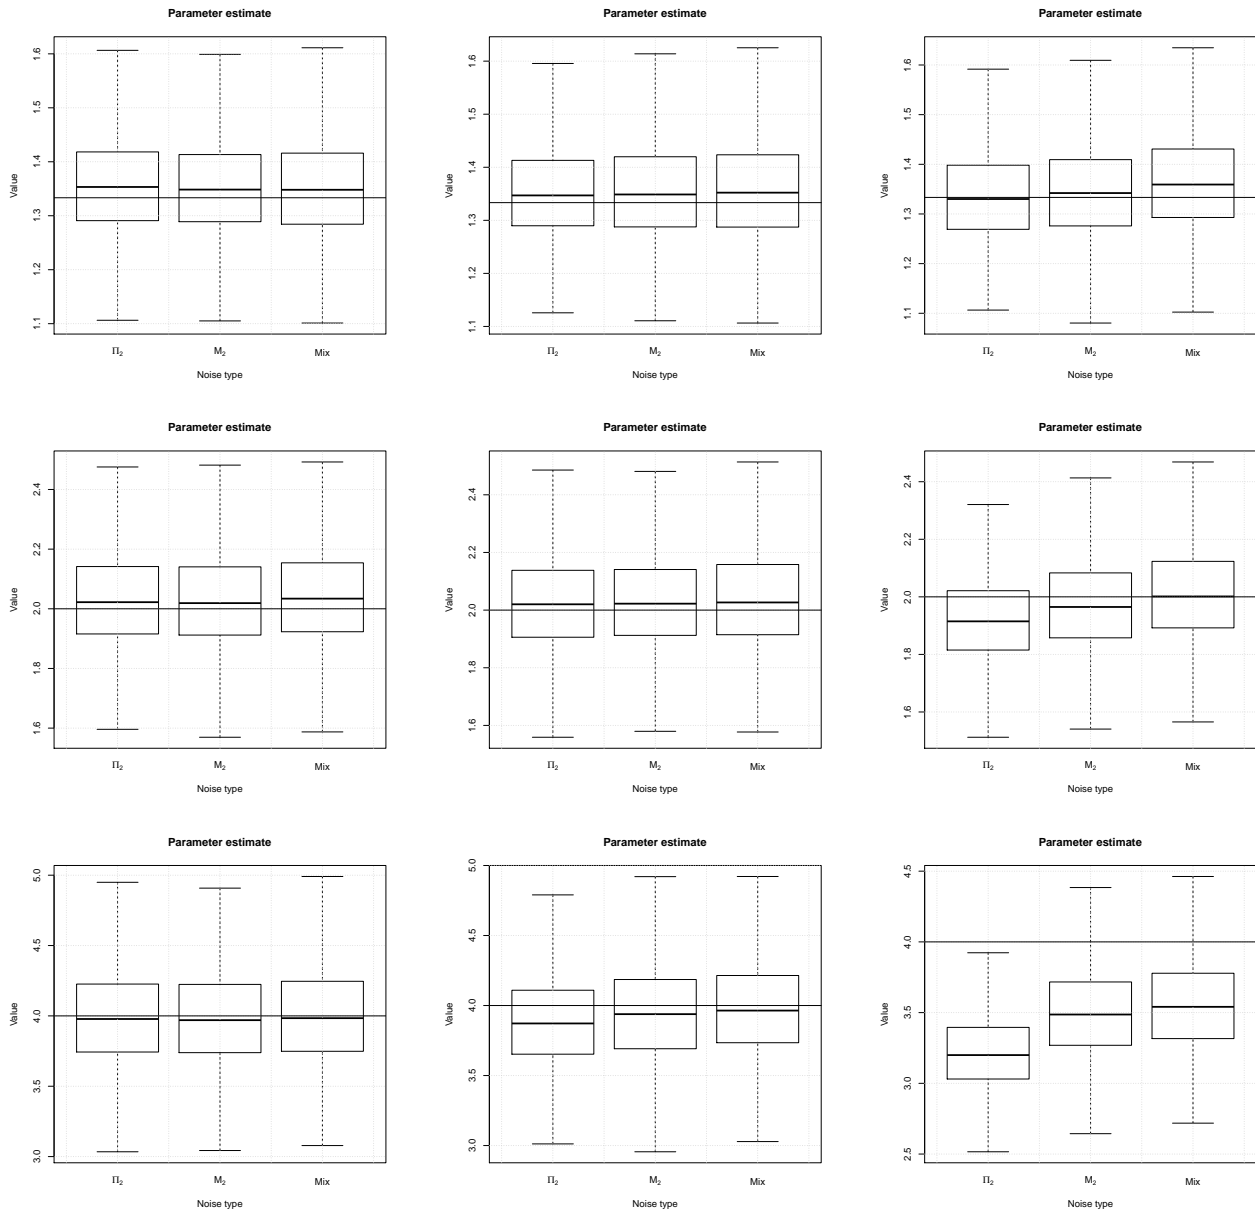 Parameter estimate
Value
1.6
1.5
1.4
1.3
1.2
1.1
Π₂
M₂
Mix
Noise type
Parameter estimate
Value
1.6
1.5
1.4
1.3
1.2
1.1
Π₂
M₂
Mix
Noise type
Parameter estimate
Value
1.6
1.5
1.4
1.3
1.2
1.1
Π₂
M₂
Mix
Noise type
Parameter estimate
Value
2.4
2.2
2.0
1.8
1.6
Π₂
M₂
Mix
Noise type
Parameter estimate
Value
2.4
2.2
2.0
1.8
1.6
Π₂
M₂
Mix
Noise type
Parameter estimate
Value
2.4
2.2
2.0
1.8
1.6
Π₂
M₂
Mix
Noise type
Parameter estimate
Value
5.0
4.5
4.0
3.5
3.0
Π₂
M₂
Mix
Noise type
Parameter estimate
Value
5.0
4.5
4.0
3.5
3.0
Π₂
M₂
Mix
Noise type
Parameter estimate
Value
4.5
4.0
3.5
3.0
2.5
Π₂
M₂
Mix
Noise type